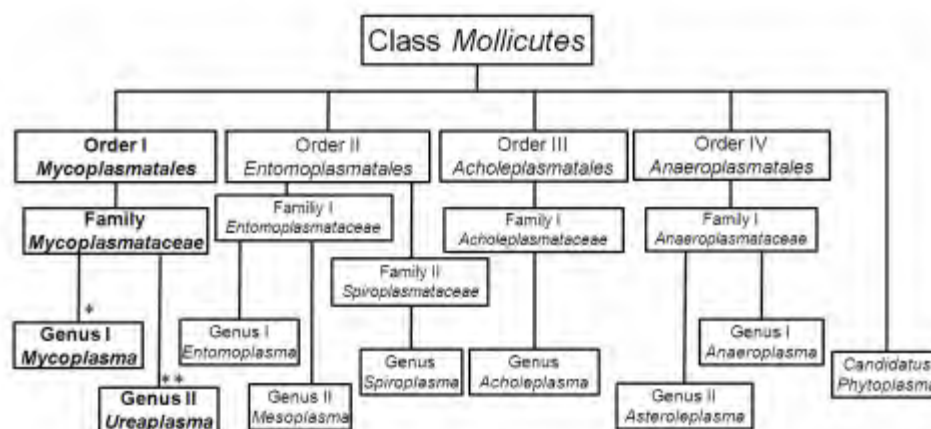 Class Mollicutes
Order I
Mycoplasmatales
Order II
Entomoplasmatales
Order III
Acholeplasmatales
Order IV
Anaeroplasmatales
Family
Mycoplasmataceae
Familiy I
Entomoplasmataceae
Family I
Acholeplasmataceae
Family I
Anaeroplasmataceae
Family II
Spiroplasmataceae
*
Genus I
Mycoplasma
Genus I
Entomoplasma
Genus I
Anaeroplasma
Genus
Spiroplasma
Genus
Acholeplasma
Candidatus
Phytoplasma
**
Genus II
Ureaplasma
Genus II
Mesoplasma
Genus II
Asteroleplasma